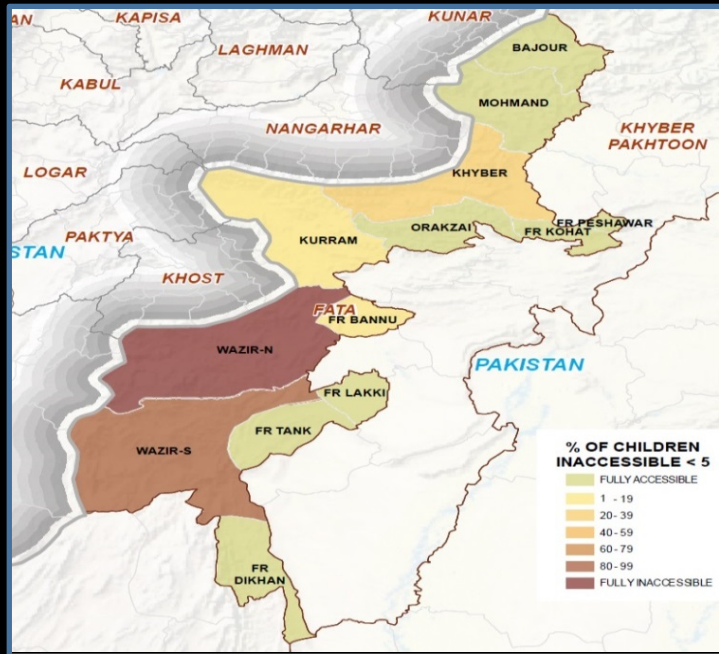 AN
KAPISA
KUNAR
LAGHMAN
BAJOUR
KABUL
MOHMAND
NANGARHAR
KHYBER
PAKHTOON
LOGAR
KHYBER
FR PESHAWAR
ORAKZAI
FR KOHAT
PAKTYA
KURRAM
STAN
KHOST
FATA
FR BANNU
WAZIR-N
PAKISTAN
FR LAKKI
FR TANK
WAZIR-S
% OF CHILDREN
INACCESSIBLE < 5
FULLY ACCESSIBLE
1 - 19
20 - 39
40 - 59
60 - 79
80 - 99
FULLY INACCESSIBLE
FR
DIKHAN